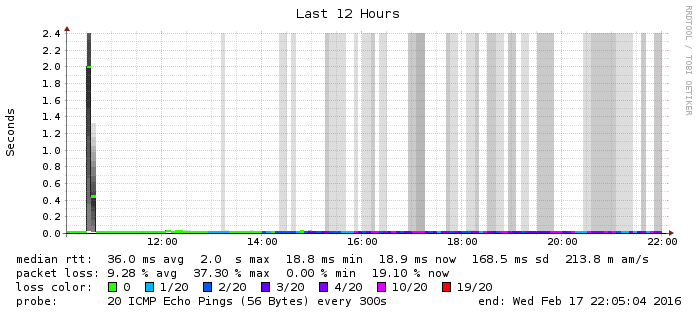 Last 12 Hours
RRDTOOL / TOBI OETIKER
Seconds
2.4
2.2
2.0
1.8
1.6
1.4
1.2
1.0
0.8
0.6
0.4
0.2
0.0
12:00 14:00 16:00 18:00 20:00 22:00
median rtt: 36.0 ms avg 2.0 s max 18.8 ms min 18.9 ms now 168.5 ms sd 213.8 m am/s
packet loss: 9.28 % avg 37.30 % max 0.00 % min 19.10 % now
loss color: 0 1/20 2/20 3/20 4/20 10/20 19/20
probe: 20 ICMP Echo Pings (56 Bytes) every 300s end: Wed Feb 17 22:05:04 2016